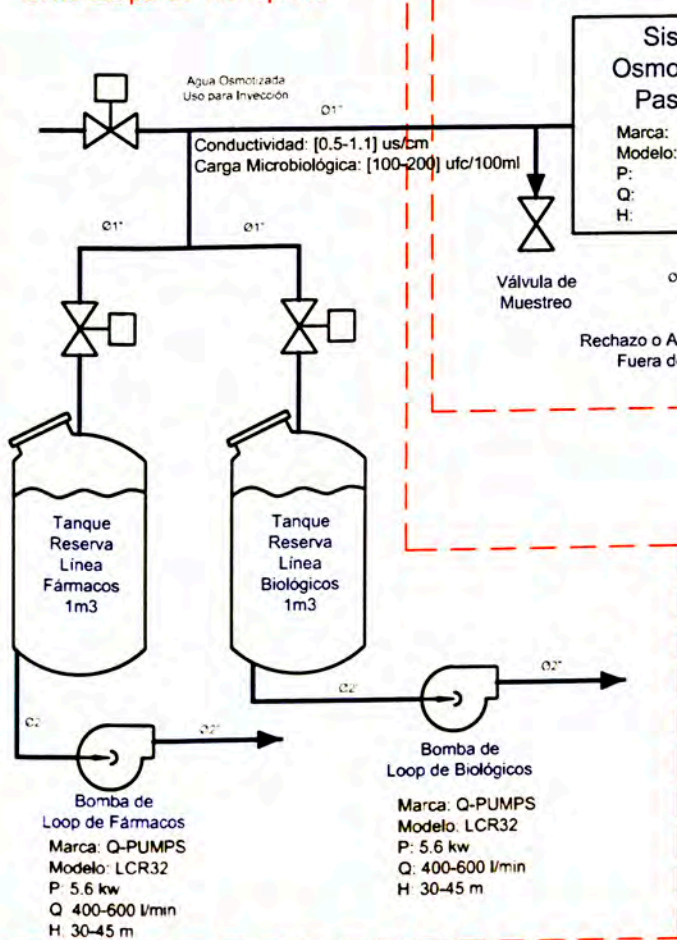 Agua Osmotizada
Uso para Inyección
Ø1"
Conductividad: [0.5-1.1] us/cm
Carga Microbiológica: [100-200] ufc/100ml
Ø1"
Ø1"
Sis
Osmo
Pas
Marca:
Modelo:
P:
Q:
H:
Válvula de
Muestreo
Rechazo o A
Fuera de
Tanque
Reserva
Línea
Fármacos
1m3
Tanque
Reserva
Línea
Biológicos
1m3
Ø2"
Ø2"
Ø2
Ø2"
Bomba de
Loop de Biológicos
Marca: Q-PUMPS
Modelo: LCR32
P: 5.6 kw
Q: 400-600 l/min
H: 30-45 m
Bomba de
Loop de Fármacos
Marca: Q-PUMPS
Modelo: LCR32
P: 5.6 kw
Q 400-600 l/min
H: 30-45 m